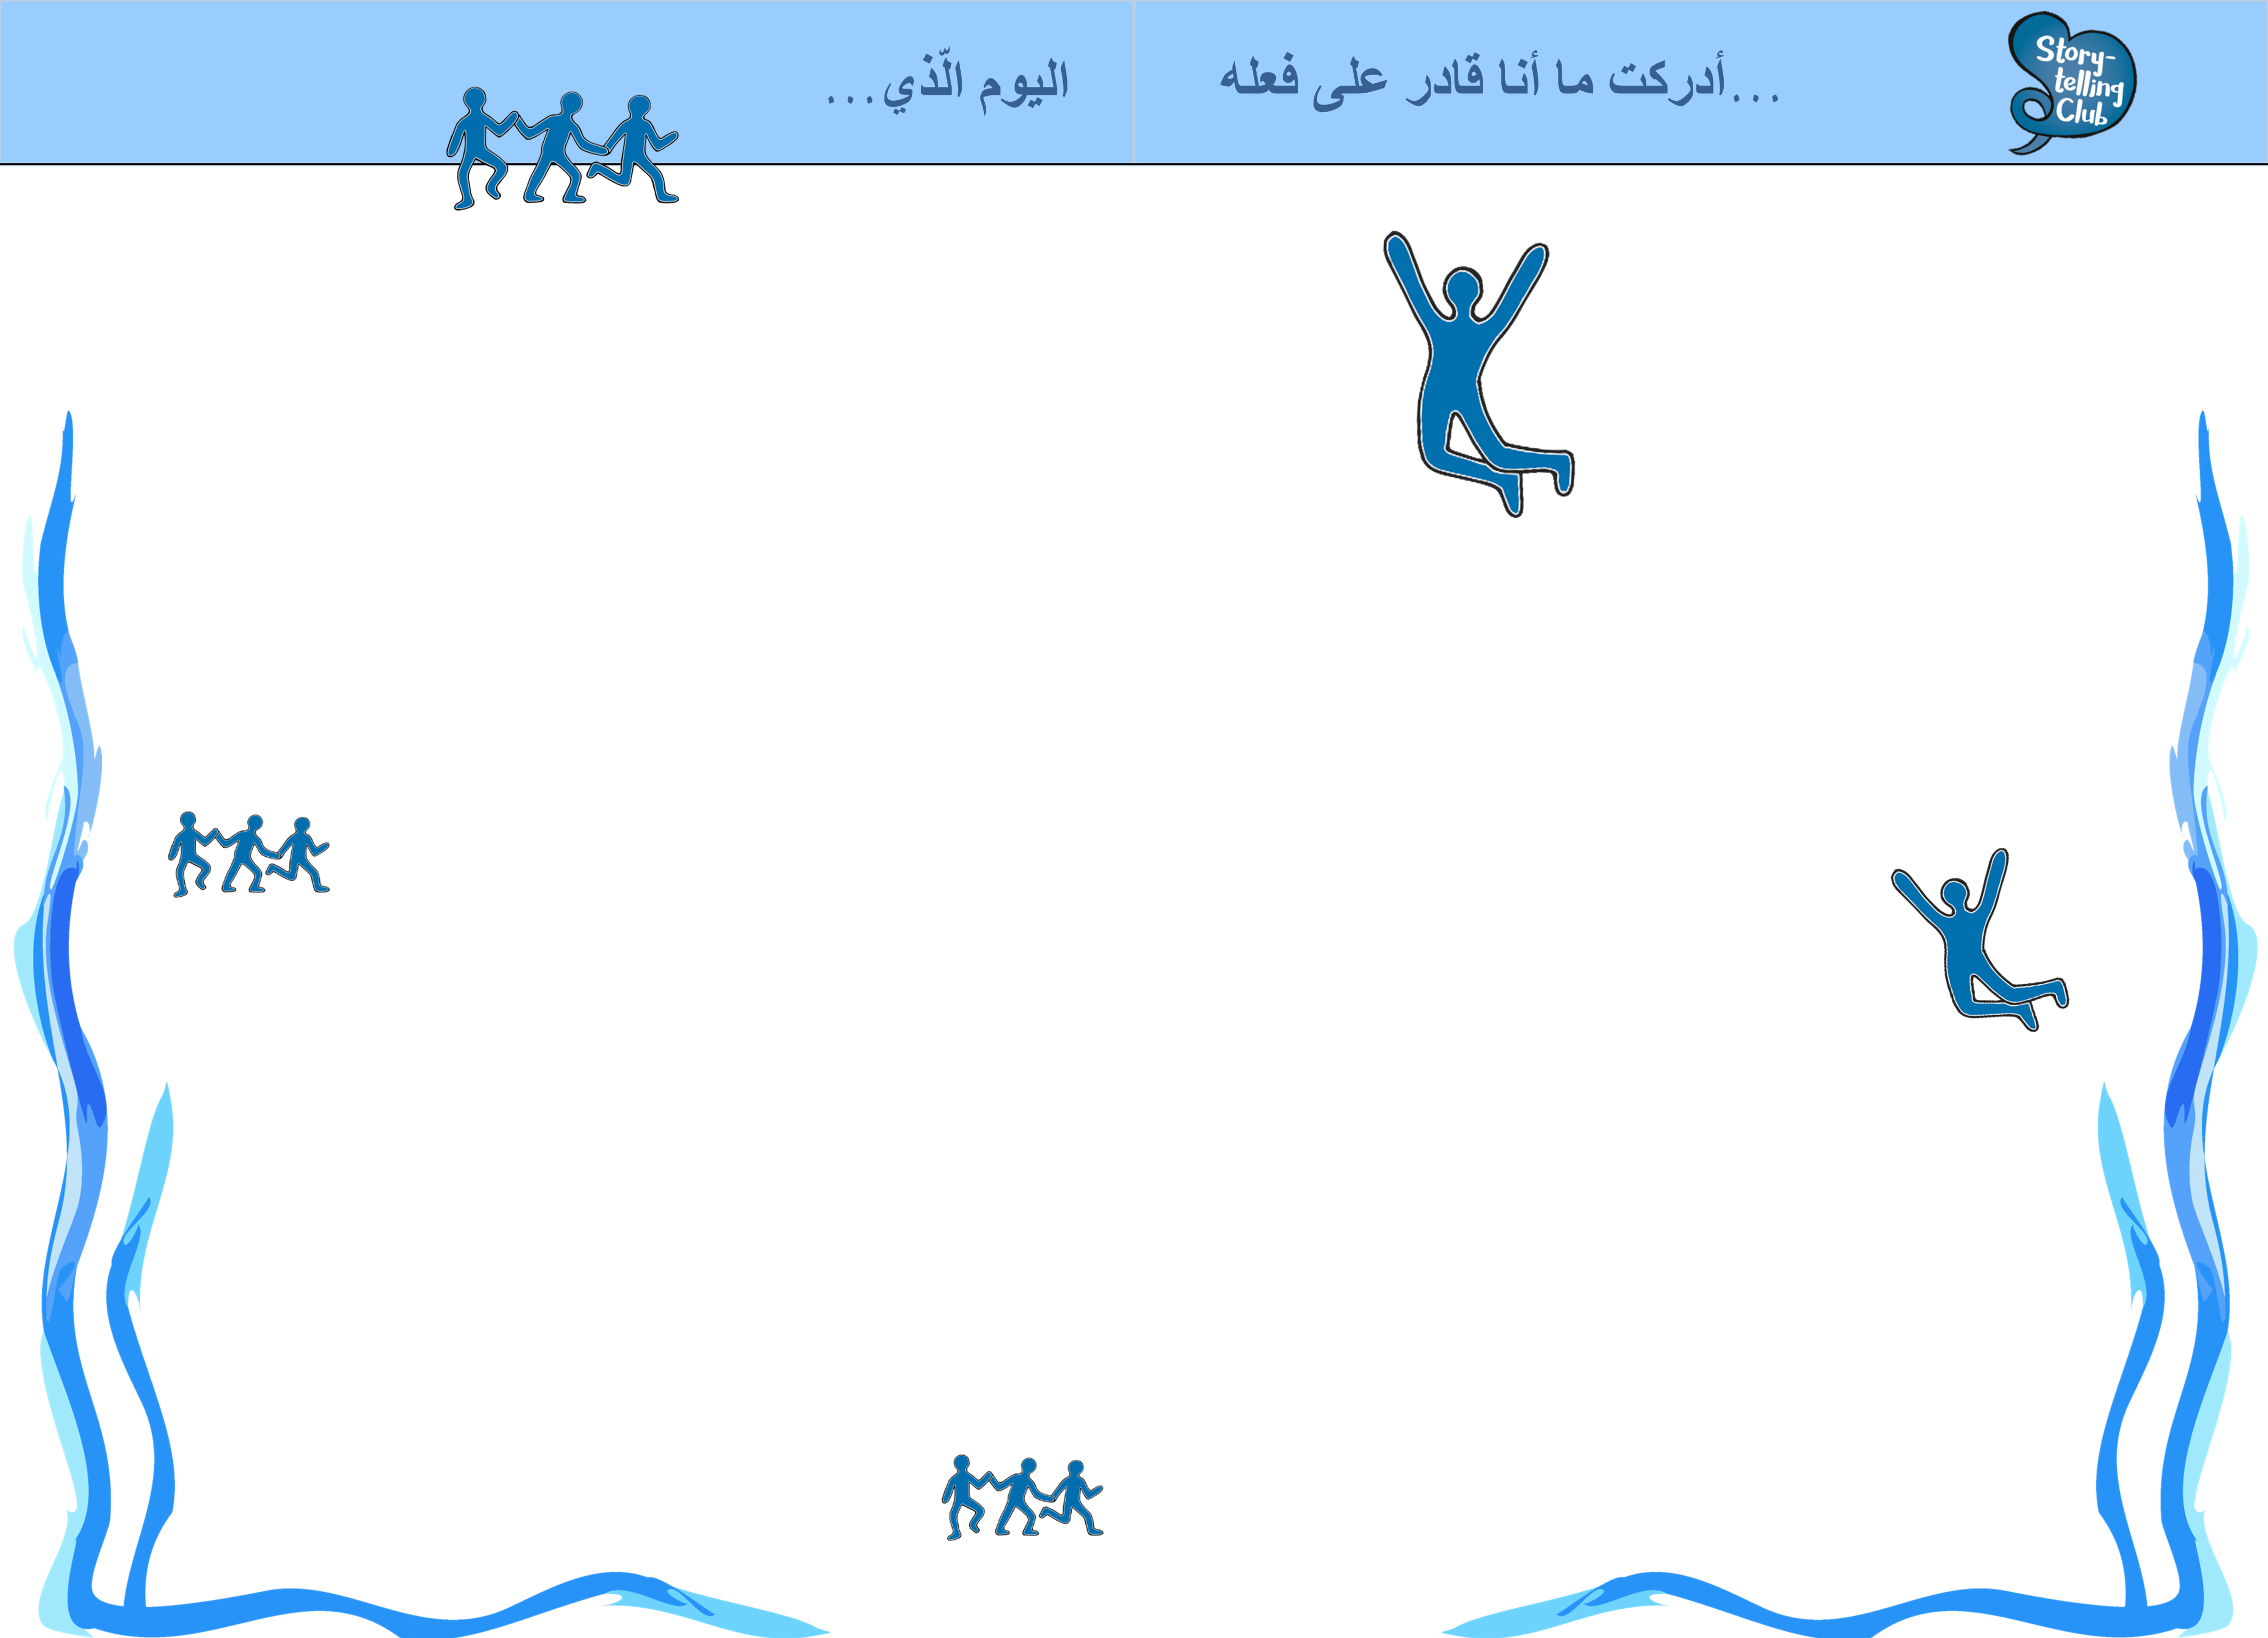 اليوم الّذي...
...أدركت ما أنا قادر على فعله
Story-
telling
Club